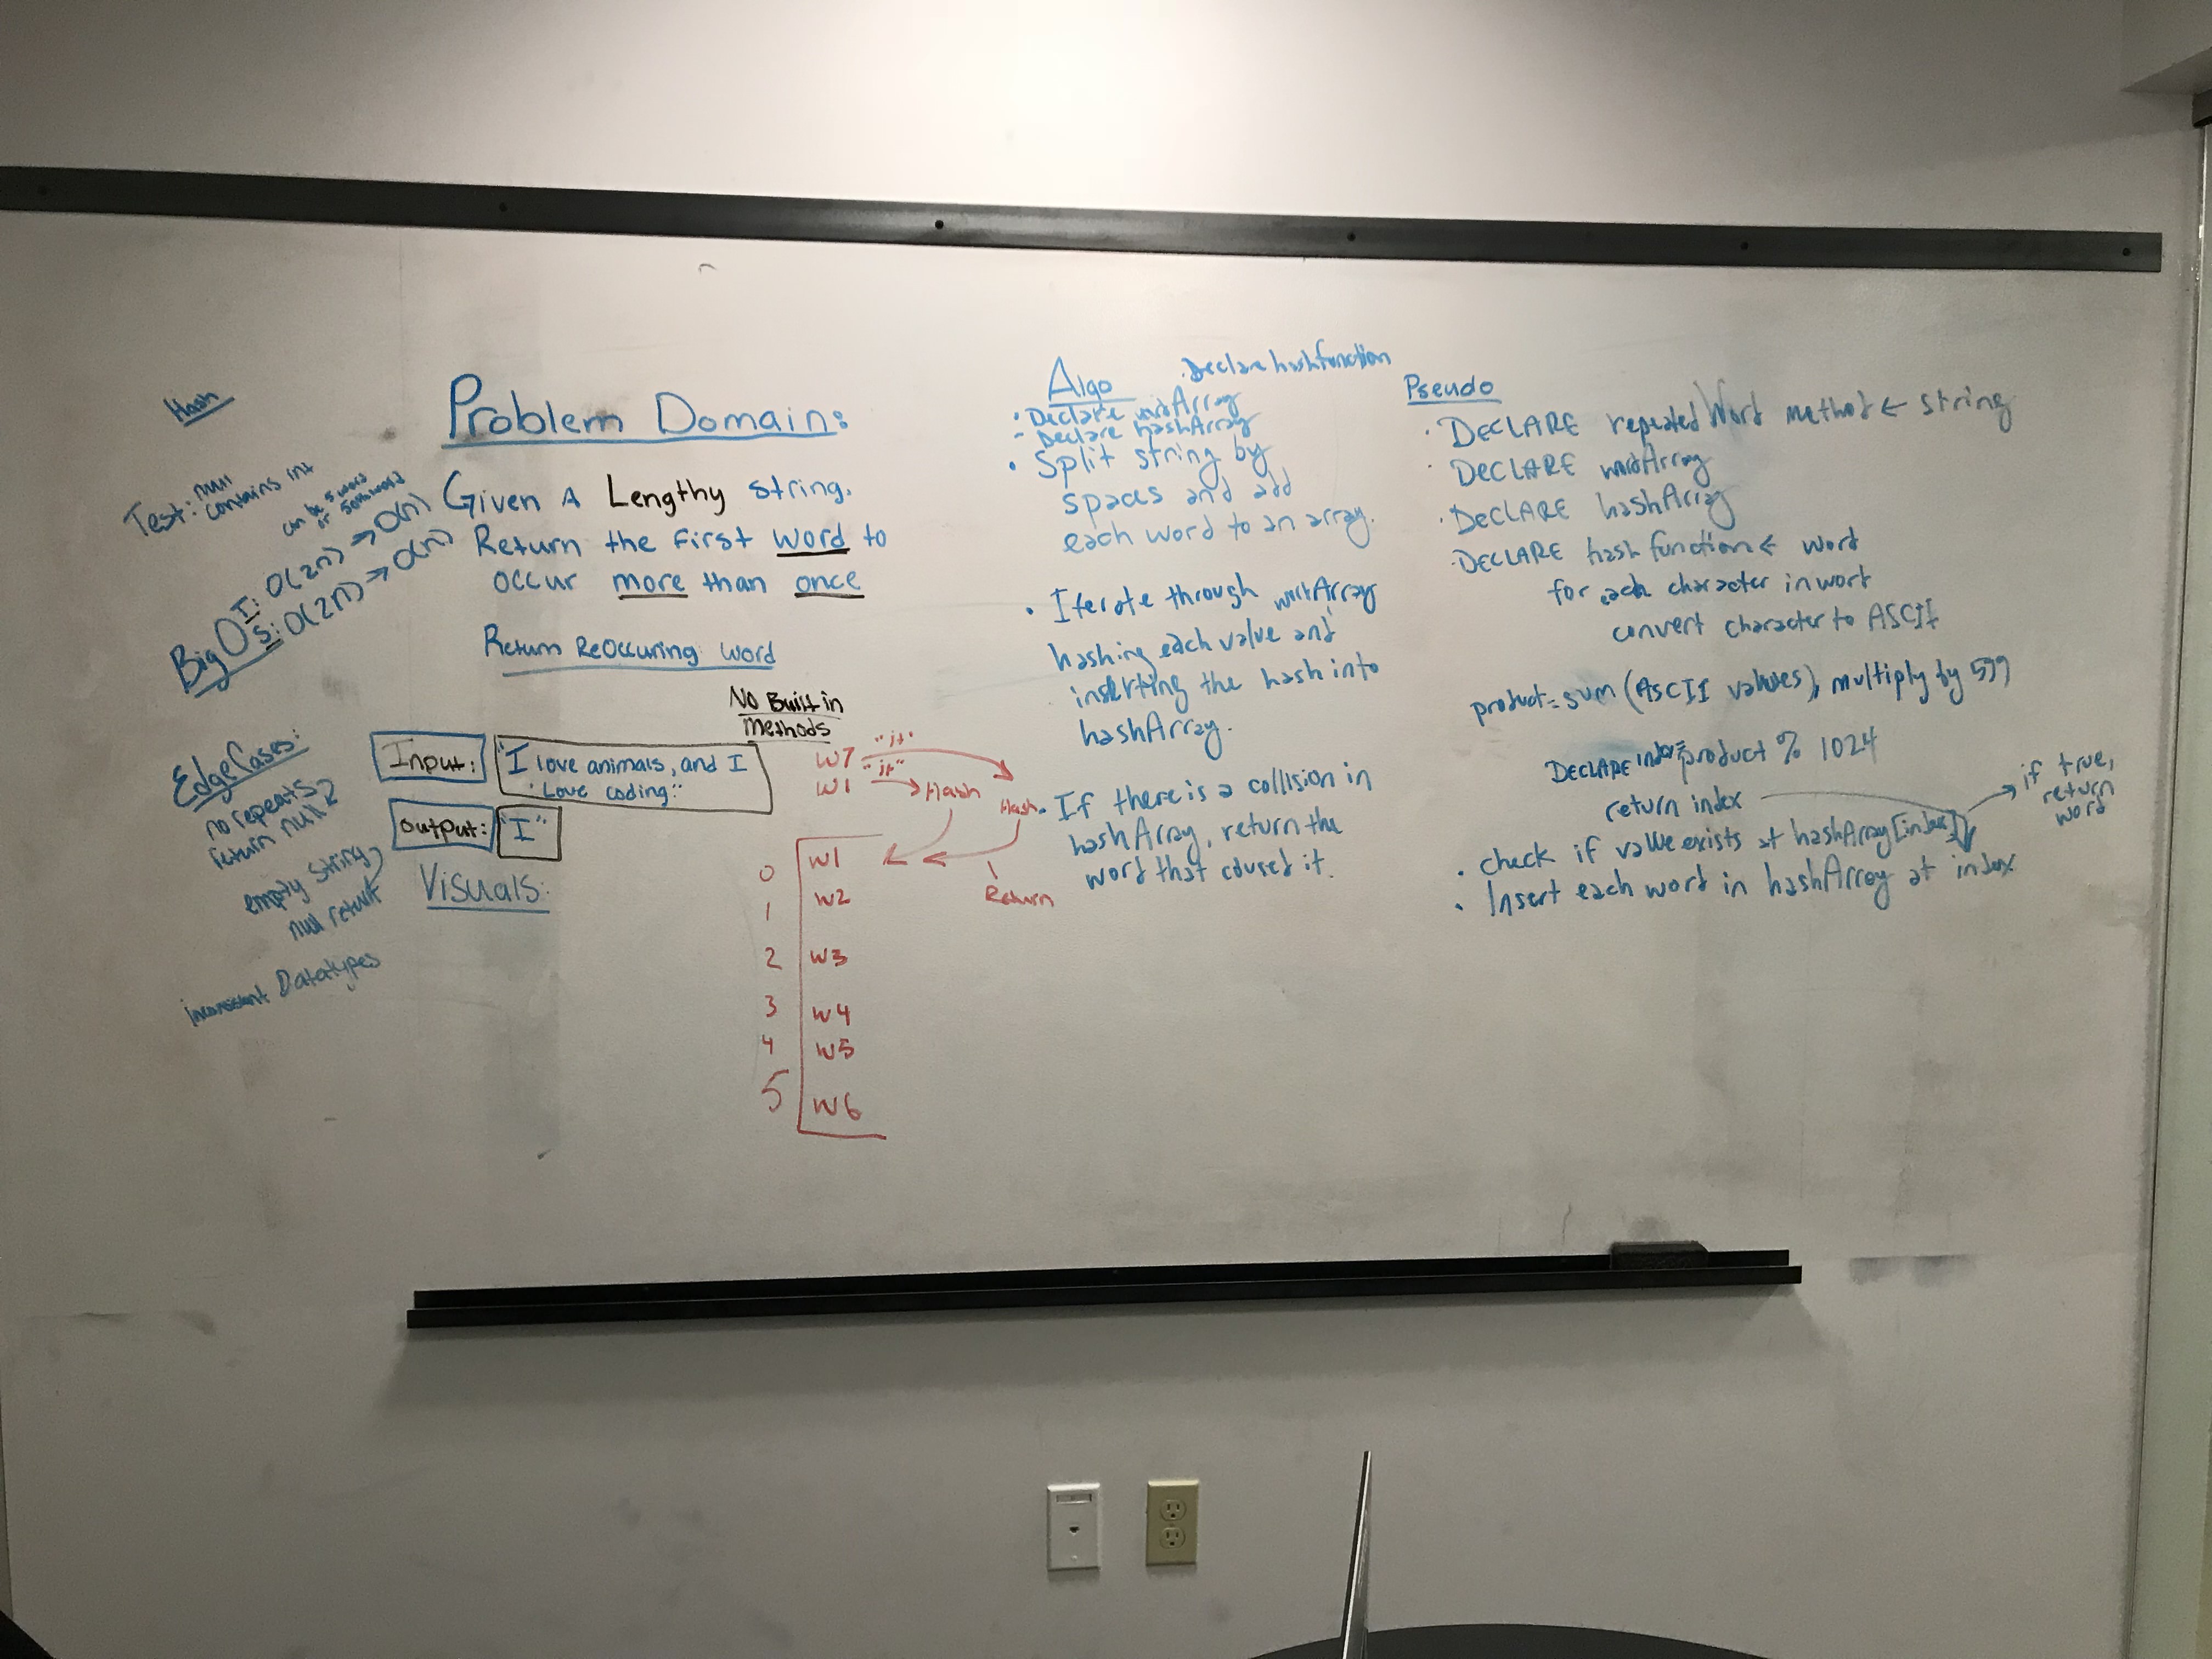 Hash
Test: null
contains int
can be 5 word
or 500k word
Big O T: O(2n) → O(n)
S: O(2n) → O(n)
Edge Cases:
no repeats
return null?
empty string,
null return
Datatypes
Problem Domain:
Given A Lengthy string.
Return the First word to
occur more than once
Return ReOccuring word
No Built in
Methods
Input: "I love animals, and I
Love coding."
Output: "I"
Visuals:
W7 "it"
W1 "it" Hash
Hash
Return
0 W1
1 W2
2 W3
3 W4
4 W5
5 W6
Algo
· Declare hashfunction
· Declare wordArray
- Declare hashArray
· Split string by
spaces and add
each word to an array.
· Iterate through wordArray
hashing each value and
inserting the hash into
hashArray.
· If there is a collision in
hashArray, return the
word that caused it.
Pseudo
· DECLARE repeatedWord method ← string
· DECLARE wordArray
· DECLARE hashArray
· DECLARE hashfunction ← word
for each character in word
convert character to ASCII
product = sum (ASCII values), multiply by 599
DECLARE index = product % 1024
return index
· check if value exists at hashArray[index] → if true,
return
word
· Insert each word in hashArray at index